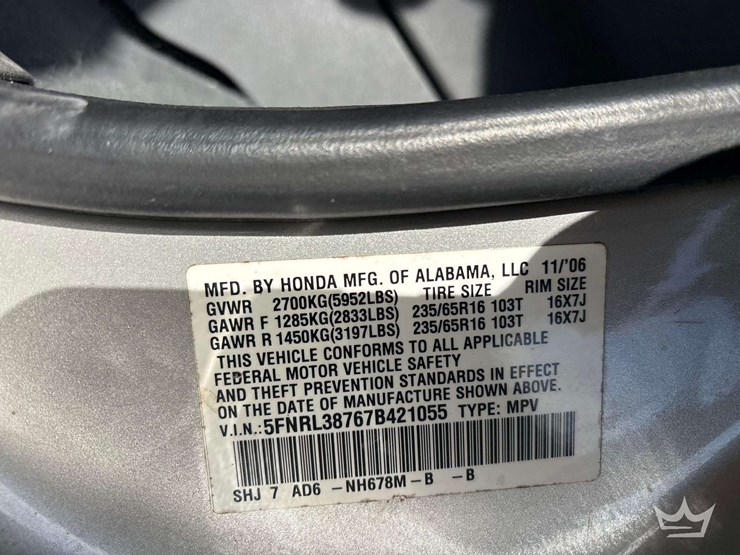 MFD. BY HONDA MFG. OF ALABAMA, LLC 11/'06
GVWR 2700KG(5952LBS) TIRE SIZE RIM SIZE
GAWR F 1285KG(2833LBS) 235/65R16 103T 16X7J
GAWR R 1450KG(3197LBS) 235/65R16 103T 16X7J
THIS VEHICLE CONFORMS TO ALL APPLICABLE
FEDERAL MOTOR VEHICLE SAFETY
AND THEFT PREVENTION STANDARDS IN EFFECT
ON THE DATE OF MANUFACTURE SHOWN ABOVE.
V.I.N.:5FNRL38767B421055 TYPE: MPV
SHJ 7 AD6 -NH678M-B -B